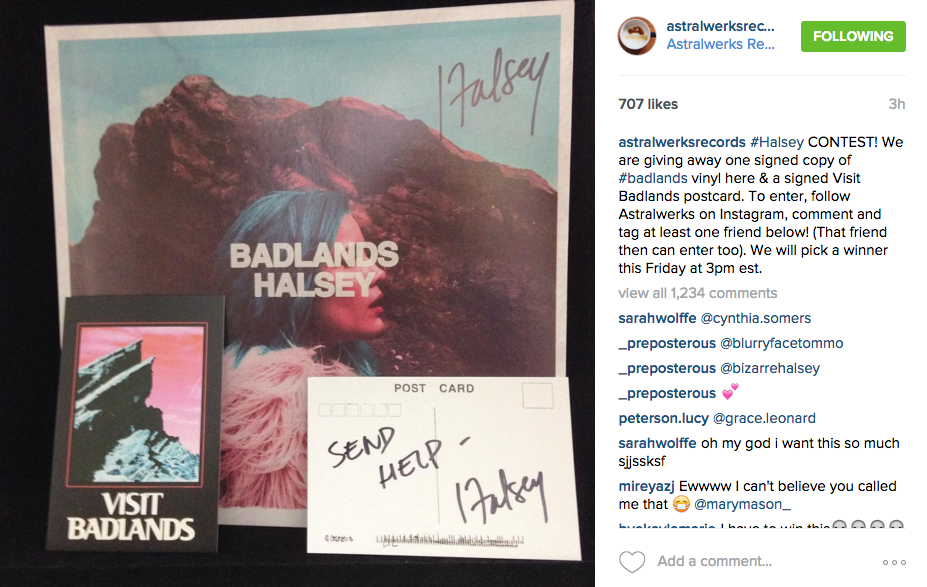 Halsey
BADLANDS
HALSEY
VISIT
BADLANDS
POST CARD
SEND
HELP -
Halsey
astralwerksrec...
Astralwerks Re...
FOLLOWING
707 likes
3h
astralwerksrecords #Halsey CONTEST! We
are giving away one signed copy of
#badlands vinyl here & a signed Visit
Badlands postcard. To enter, follow
Astralwerks on Instagram, comment and
tag at least one friend below! (That friend
then can enter too). We will pick a winner
this Friday at 3pm est.
view all 1,234 comments
sarahwolffe @cynthia.somers
_preposterous @blurryfacetommo
_preposterous @bizarrehalsey
_preposterous 💕
peterson.lucy @grace.leonard
sarahwolffe oh my god i want this so much
sjjssksf
mireyazj Ewwww I can't believe you called
me that 😷 @marymason_
Add a comment...